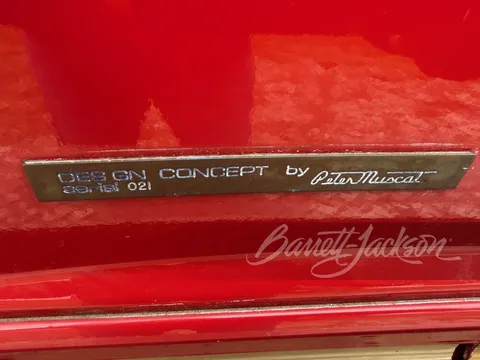 DESIGN CONCEPT by Peter Muscat
serial 021
Barrett-Jackson